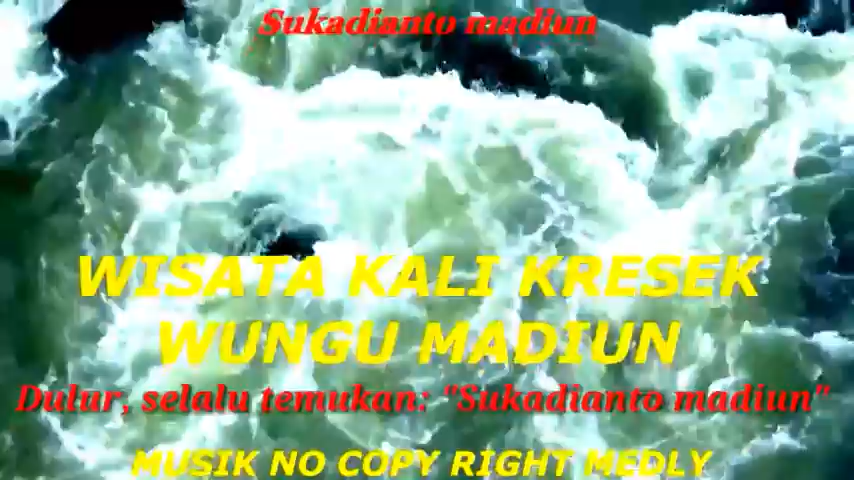 Sukadianto madiun
WISATA KALI KRESEK
WUNGU MADIUN
Dulur, selalu temukan: "Sukadianto madiun"
MUSIK NO COPY RIGHT MEDLY